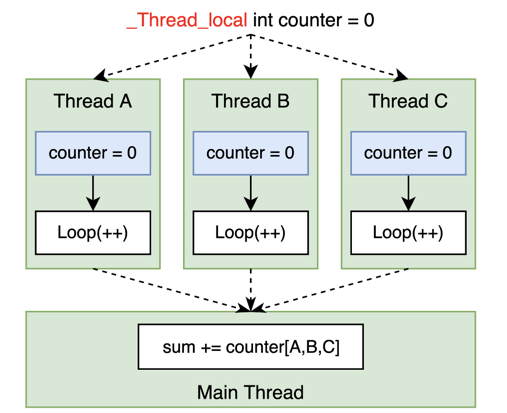 _Thread_local int counter = 0
Thread A
Thread B
Thread C
counter = 0
counter = 0
counter = 0
Loop(++)
Loop(++)
Loop(++)
sum += counter[A,B,C]
Main Thread